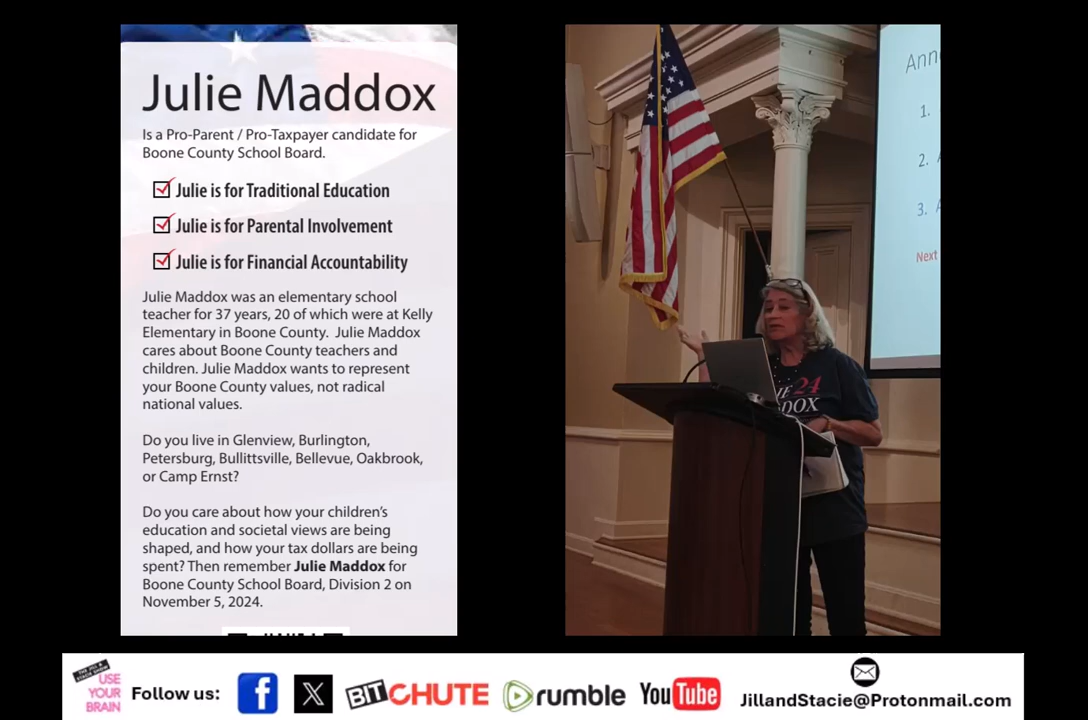 Julie Maddox
Is a Pro-Parent / Pro-Taxpayer candidate for
Boone County School Board.
Julie is for Traditional Education
Julie is for Parental Involvement
Julie is for Financial Accountability
Julie Maddox was an elementary school
teacher for 37 years, 20 of which were at Kelly
Elementary in Boone County. Julie Maddox
cares about Boone County teachers and
children. Julie Maddox wants to represent
your Boone County values, not radical
national values.
Do you live in Glenview, Burlington,
Petersburg, Bullittsville, Bellevue, Oakbrook,
or Camp Ernst?
Do you care about how your children's
education and societal views are being
shaped, and how your tax dollars are being
spent? Then remember Julie Maddox for
Boone County School Board, Division 2 on
November 5, 2024.
1.
2.
3.
Next
24
USE
YOUR
BRAIN
Follow us:
BITCHUTE
rumble
YouTube
JillandStacie@Protonmail.com